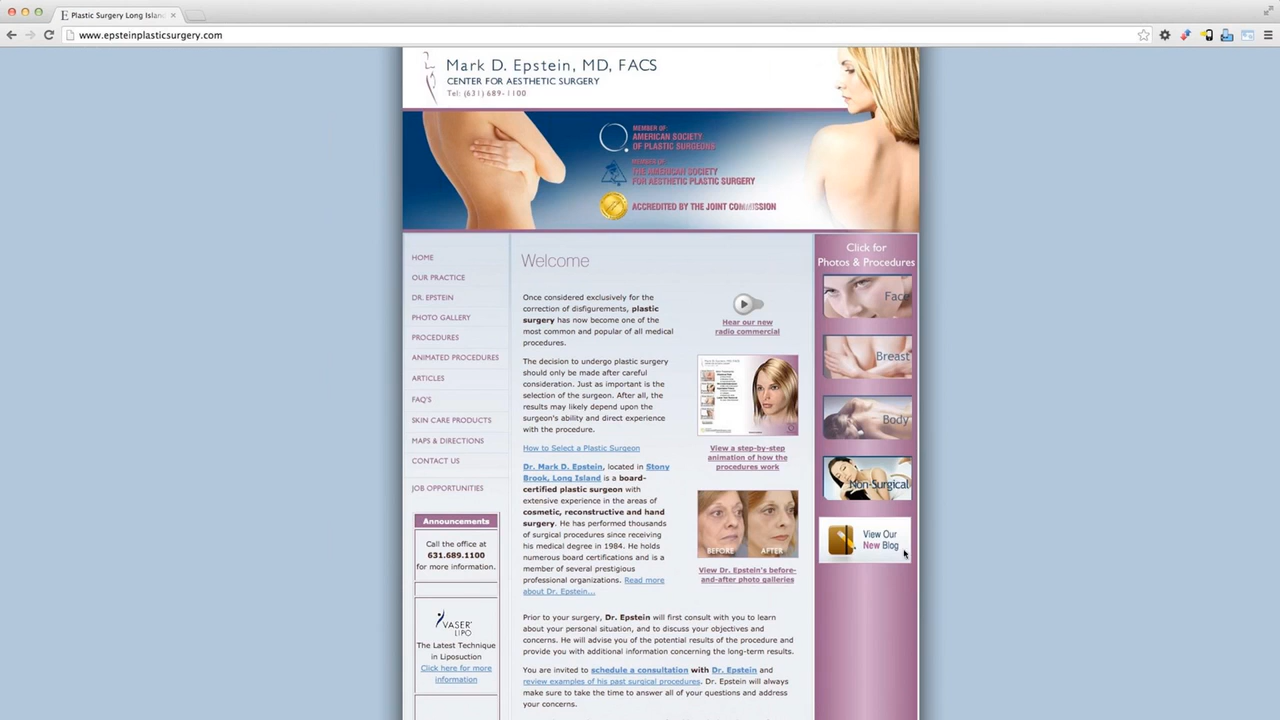 Plastic Surgery Long Islan
www.epsteinplasticsurgery.com
Mark D. Epstein, MD, FACS
CENTER FOR AESTHETIC SURGERY
Tel: (631) 689-1100
MEMBER OF:
AMERICAN SOCIETY
OF PLASTIC SURGEONS
MEMBER OF:
THE AMERICAN SOCIETY
FOR AESTHETIC PLASTIC SURGERY
ACCREDITED BY THE JOINT COMMISSION
HOME
OUR PRACTICE
DR. EPSTEIN
PHOTO GALLERY
PROCEDURES
ANIMATED PROCEDURES
ARTICLES
FAQ'S
SKIN CARE PRODUCTS
MAPS & DIRECTIONS
CONTACT US
JOB OPPORTUNITIES
Announcements
Call the office at
631.689.1100
for more information.
VASER
LIPO
The Latest Technique
in Liposuction
Click here for more
information
Welcome
Once considered exclusively for the
correction of disfigurements, plastic
surgery has now become one of the
most common and popular of all medical
procedures.
The decision to undergo plastic surgery
should only be made after careful
consideration. Just as important is the
selection of the surgeon. After all, the
results may likely depend upon the
surgeon's ability and direct experience
with the procedure.
How to Select a Plastic Surgeon
Dr. Mark D. Epstein, located in Stony
Brook, Long Island is a board-
certified plastic surgeon with
extensive experience in the areas of
cosmetic, reconstructive and hand
surgery. He has performed thousands
of surgical procedures since receiving
his medical degree in 1984. He holds
numerous board certifications and is a
member of several prestigious
professional organizations. Read more
about Dr. Epstein...
Hear our new
radio commercial
Mark D. Epstein, MD, FACS
View a step-by-step
animation of how the
procedures work
BEFORE
AFTER
View Dr. Epstein's before-
and-after photo galleries
Prior to your surgery, Dr. Epstein will first consult with you to learn
about your personal situation, and to discuss your objectives and
concerns. He will advise you of the potential results of the procedure and
provide you with additional information concerning the long-term results.
You are invited to schedule a consultation with Dr. Epstein and
review examples of his past surgical procedures. Dr. Epstein will always
make sure to take the time to answer all of your questions and address
your concerns.
Click for
Photos & Procedures
Face
Breast
Body
Non-Surgical
View Our
New Blog